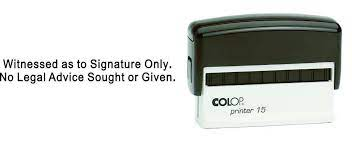 Witnessed as to Signature Only.
No Legal Advice Sought or Given.
COLOP
printer 15